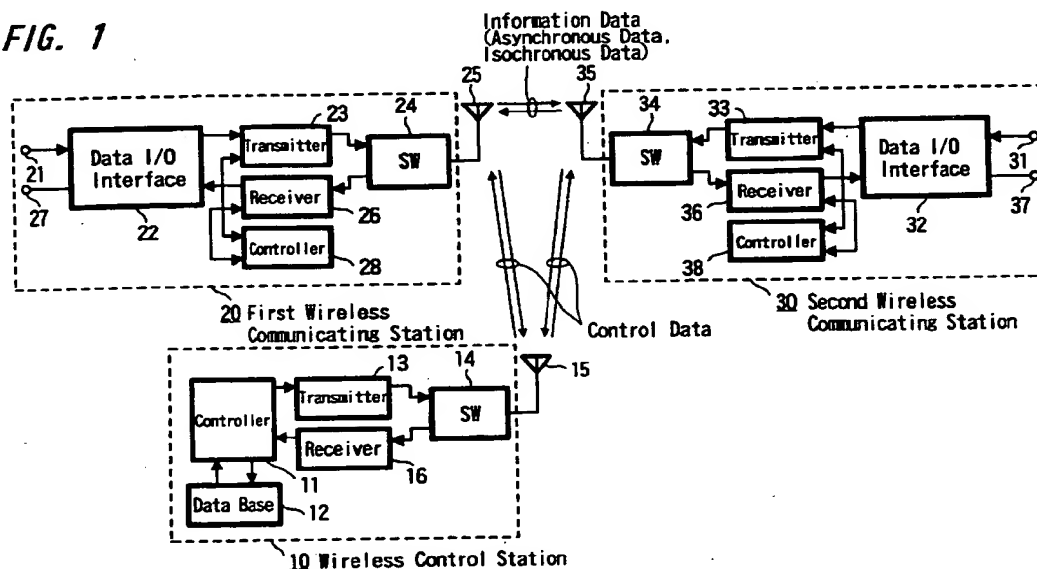 FIG. 1
Information Data
(Asynchronous Data,
Isochronous Data)
25
35
23
24
34
33
Data I/O
Interface
Transmitter
SW
SW
Transmitter
Data I/O
Interface
21
27
22
Receiver
26
36
Receiver
31
37
32
Controller
28
38
Controller
20 First Wireless
Communicating Station
Control Data
30 Second Wireless
Communicating Station
13
14
15
Controller
Transmitter
SW
Receiver
16
11
Data Base
12
10 Wireless Control Station